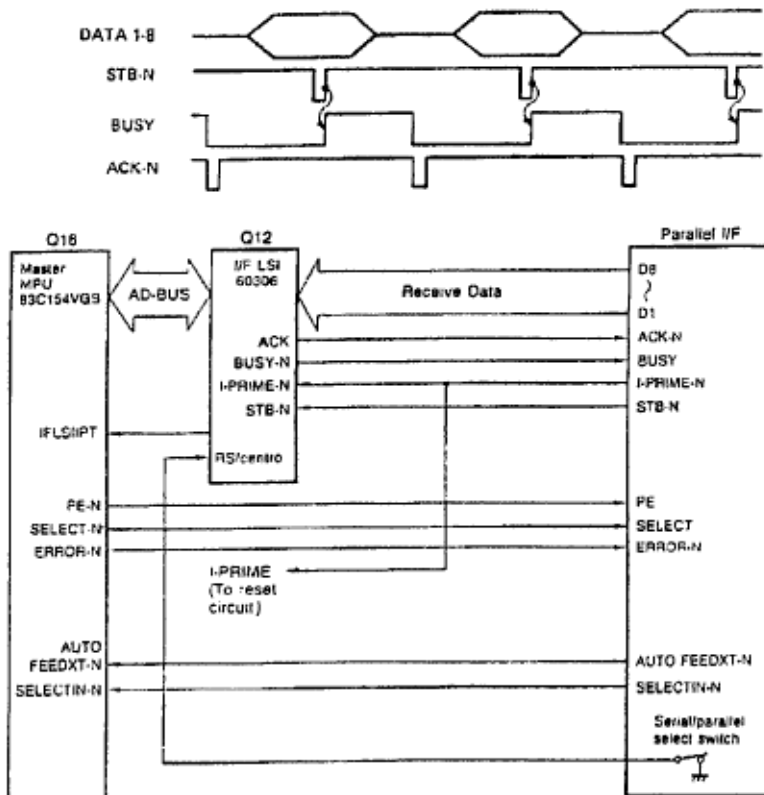 DATA 1-8
STB-N
BUSY
ACK-N
Q16
Master
MPU
83C154VGS
AD-BUS
Q12
I/F LSI
60306
Parallel I/F
D8
Receive Data
D1
ACK
ACK-N
BUSY-N
BUSY
I-PRIME-N
I-PRIME-N
STB-N
STB-N
IFLSIIPT
RS/centro
PE-N
PE
SELECT-N
SELECT
ERROR-N
ERROR-N
I-PRIME
(To reset
circuit)
AUTO
FEEDXT-N
AUTO FEEDXT-N
SELECTIN-N
SELECTIN-N
Serial/parallel
select switch